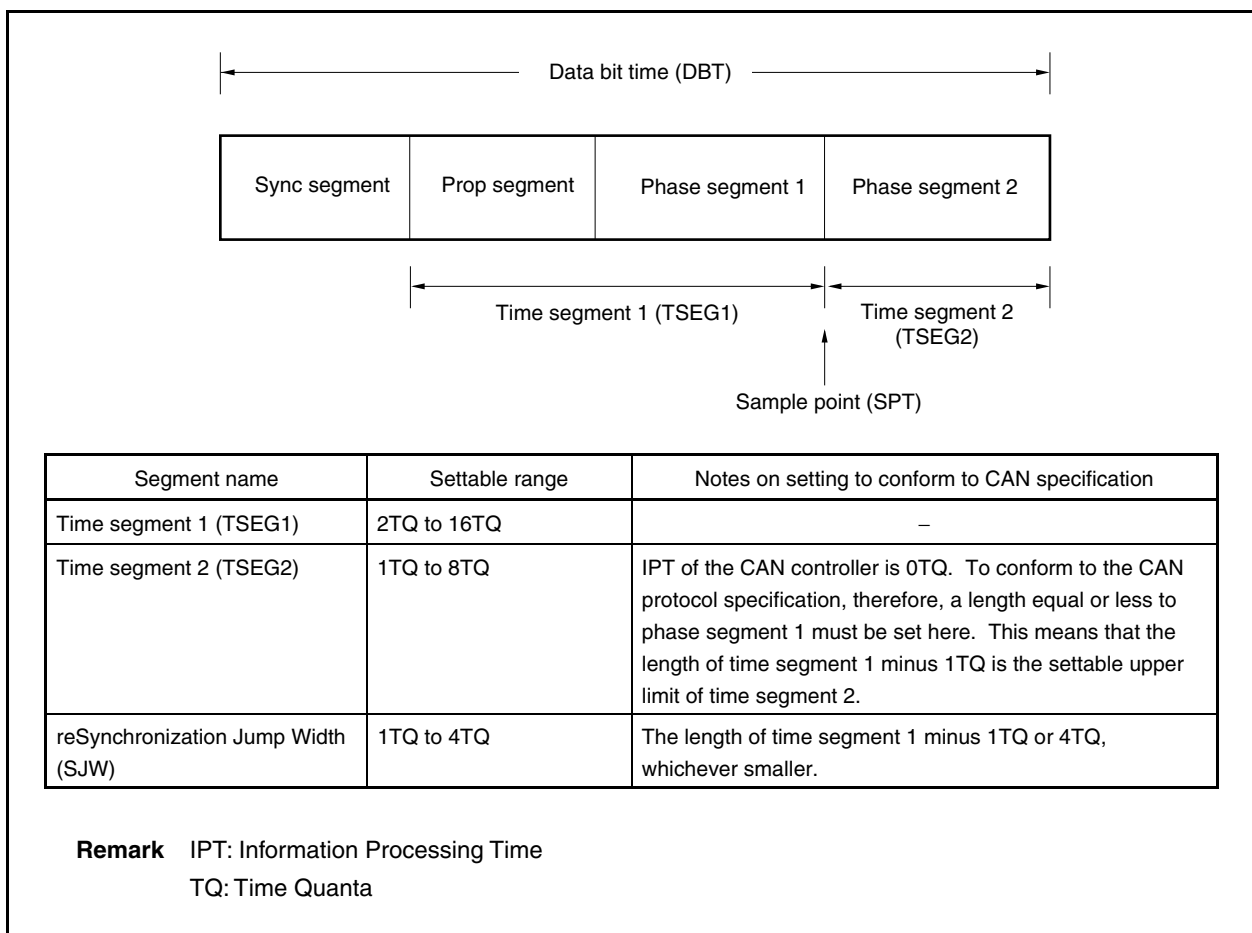 Data bit time (DBT)
Sync segment
Prop segment
Phase segment 1
Phase segment 2
Time segment 1 (TSEG1)
Time segment 2
(TSEG2)
Sample point (SPT)
Segment name
Settable range
Notes on setting to conform to CAN specification
Time segment 1 (TSEG1)
2TQ to 16TQ
–
Time segment 2 (TSEG2)
1TQ to 8TQ
IPT of the CAN controller is 0TQ. To conform to the CAN
protocol specification, therefore, a length equal or less to
phase segment 1 must be set here. This means that the
length of time segment 1 minus 1TQ is the settable upper
limit of time segment 2.
reSynchronization Jump Width
(SJW)
1TQ to 4TQ
The length of time segment 1 minus 1TQ or 4TQ,
whichever smaller.
Remark IPT: Information Processing Time
TQ: Time Quanta